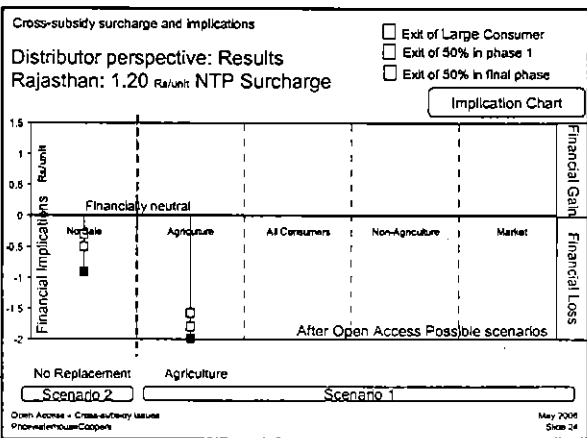 Cross-subsidy surcharge and implications
Distributor perspective: Results
Rajasthan: 1.20 Rs/unit NTP Surcharge
Exit of Large Consumer
Exit of 50% in phase 1
Exit of 50% in final phase
Implication Chart
1.5
1
0.5
0
-0.5
-1
-1.5
-2
Financial Implications Rs/unit
Financially neutral
No Sale
Agriculture
All Consumers
Non-Agriculture
Market
Financial Gain
Financial Loss
After Open Access Possible scenarios
No Replacement
Agriculture
Scenario 2
Scenario 1
Open Access - Cross-subsidy issues
PricewaterhouseCoopers
May 2006
Slide 24